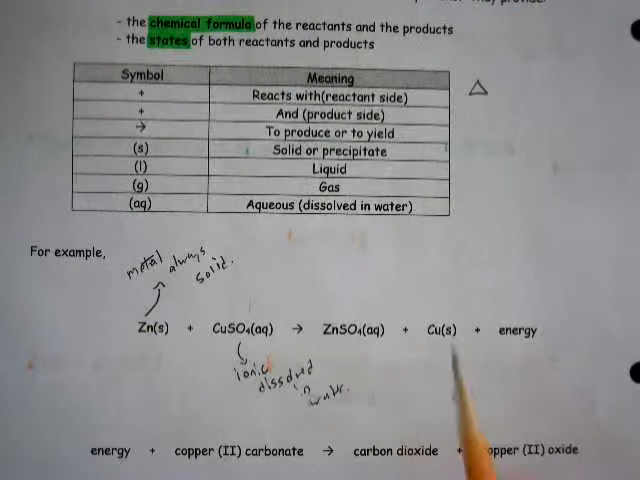 - the chemical formula of the reactants and the products
- the states of both reactants and products
Symbol Meaning
+ Reacts with(reactant side)
+ And (product side)
→ To produce or to yield
(s) Solid or precipitate
(l) Liquid
(g) Gas
(aq) Aqueous (dissolved in water)
For example,
metal always
solid.
Zn(s) + CuSO₄(aq) → ZnSO₄(aq) + Cu(s) + energy
ionic
dissolved
in
water.
energy + copper (II) carbonate → carbon dioxide + opper (II) oxide